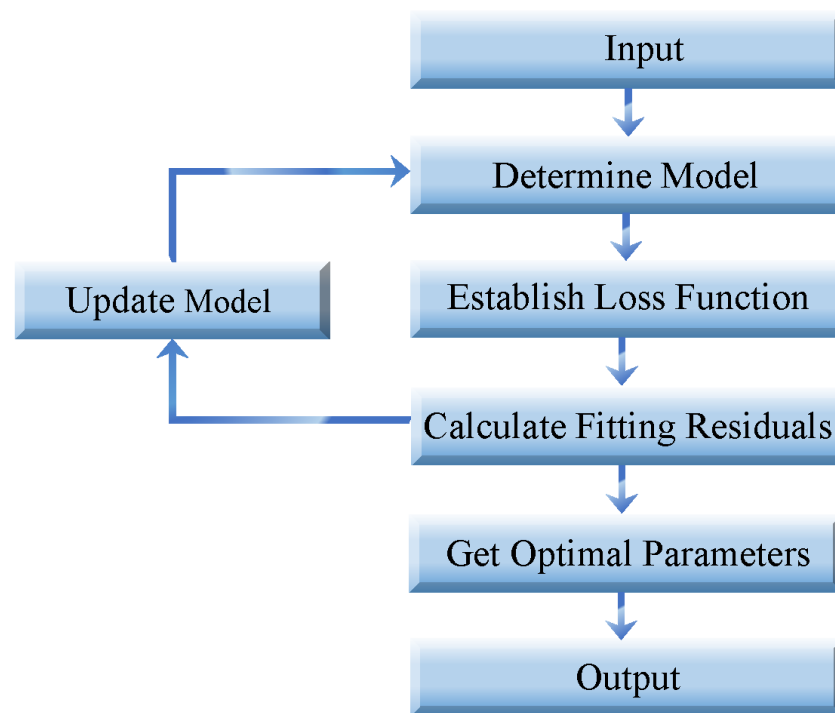 Input
Determine Model
Update Model
Establish Loss Function
Calculate Fitting Residuals
Get Optimal Parameters
Output